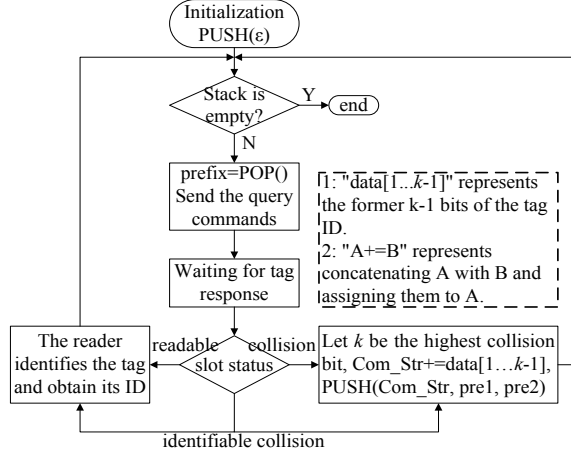 Initialization
PUSH(ε)
Stack is
empty?
Y
end
N
prefix=POP()
Send the query
commands
1: "data[1...k-1]" represents
the former k-1 bits of the tag
ID.
2: "A+=B" represents
concatenating A with B and
assigning them to A.
Waiting for tag
response
The reader
identifies the tag
and obtain its ID
readable
collision
slot status
Let k be the highest collision
bit, Com_Str+=data[1...k-1],
PUSH(Com_Str, pre1, pre2)
identifiable collision